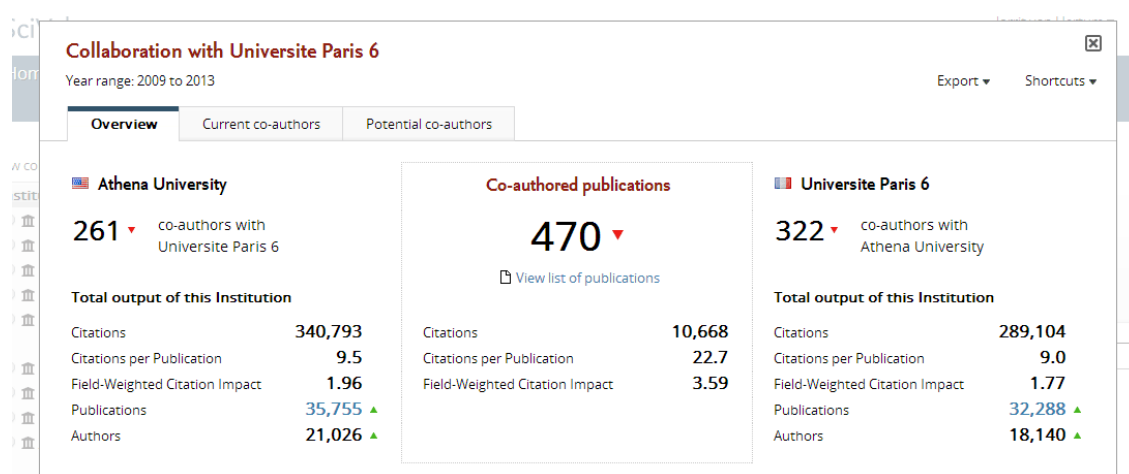 Collaboration with Universite Paris 6
Year range: 2009 to 2013
Export
Shortcuts
Overview
Current co-authors
Potential co-authors
Athena University
261
co-authors with
Universite Paris 6
Total output of this Institution
Citations 340,793
Citations per Publication 9.5
Field-Weighted Citation Impact 1.96
Publications 35,755
Authors 21,026
Co-authored publications
470
View list of publications
Citations 10,668
Citations per Publication 22.7
Field-Weighted Citation Impact 3.59
Universite Paris 6
322
co-authors with
Athena University
Total output of this Institution
Citations 289,104
Citations per Publication 9.0
Field-Weighted Citation Impact 1.77
Publications 32,288
Authors 18,140